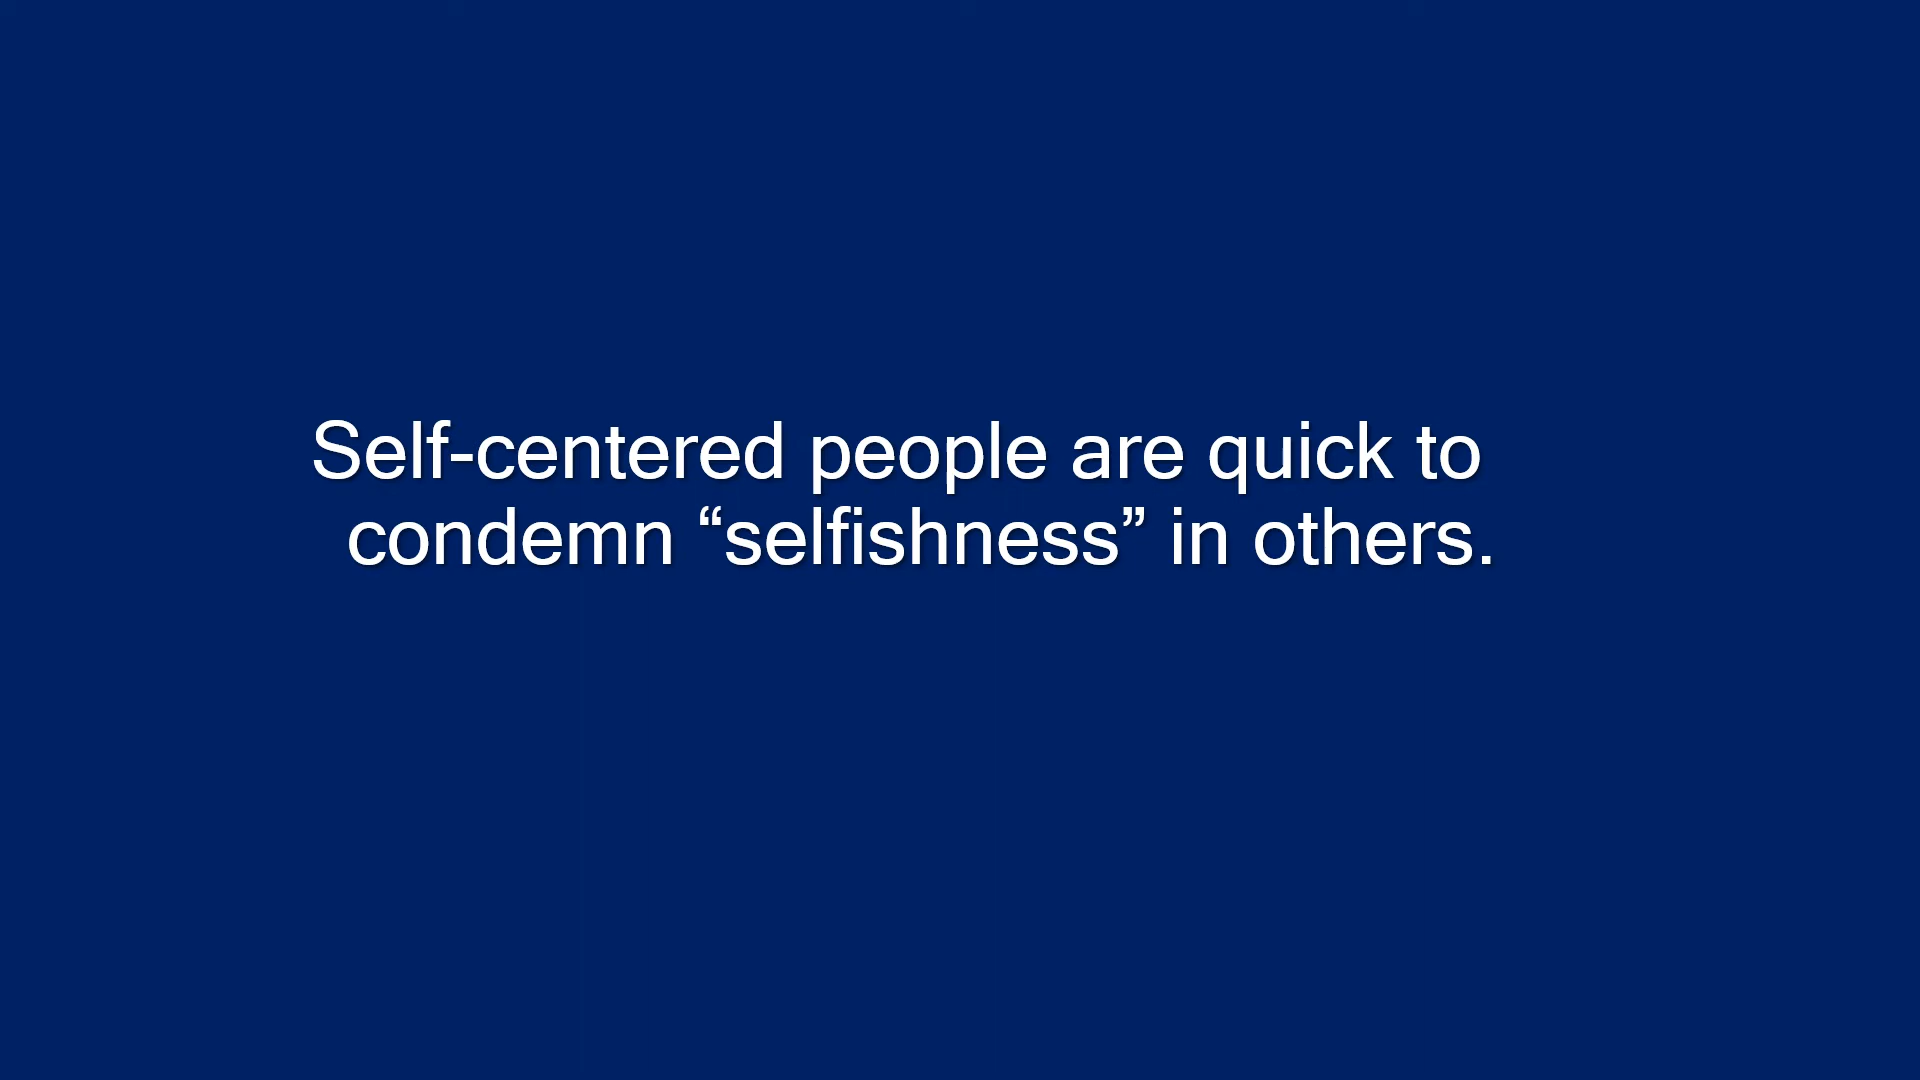 Self-centered people are quick to
condemn “selfishness” in others.